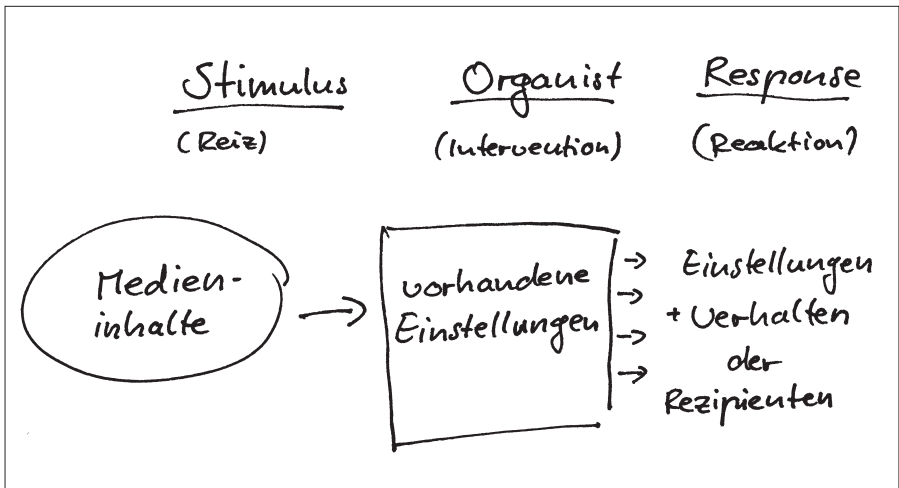 Stimulus
(Reiz)
Organist
(Intervention)
Response
(Reaktion)
Medien-
inhalte
vorhandene
Einstellungen
Einstellungen
+ Verhalten
der
Rezipienten